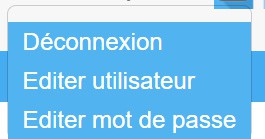 Déconnexion
Editer utilisateur
Editer mot de passe